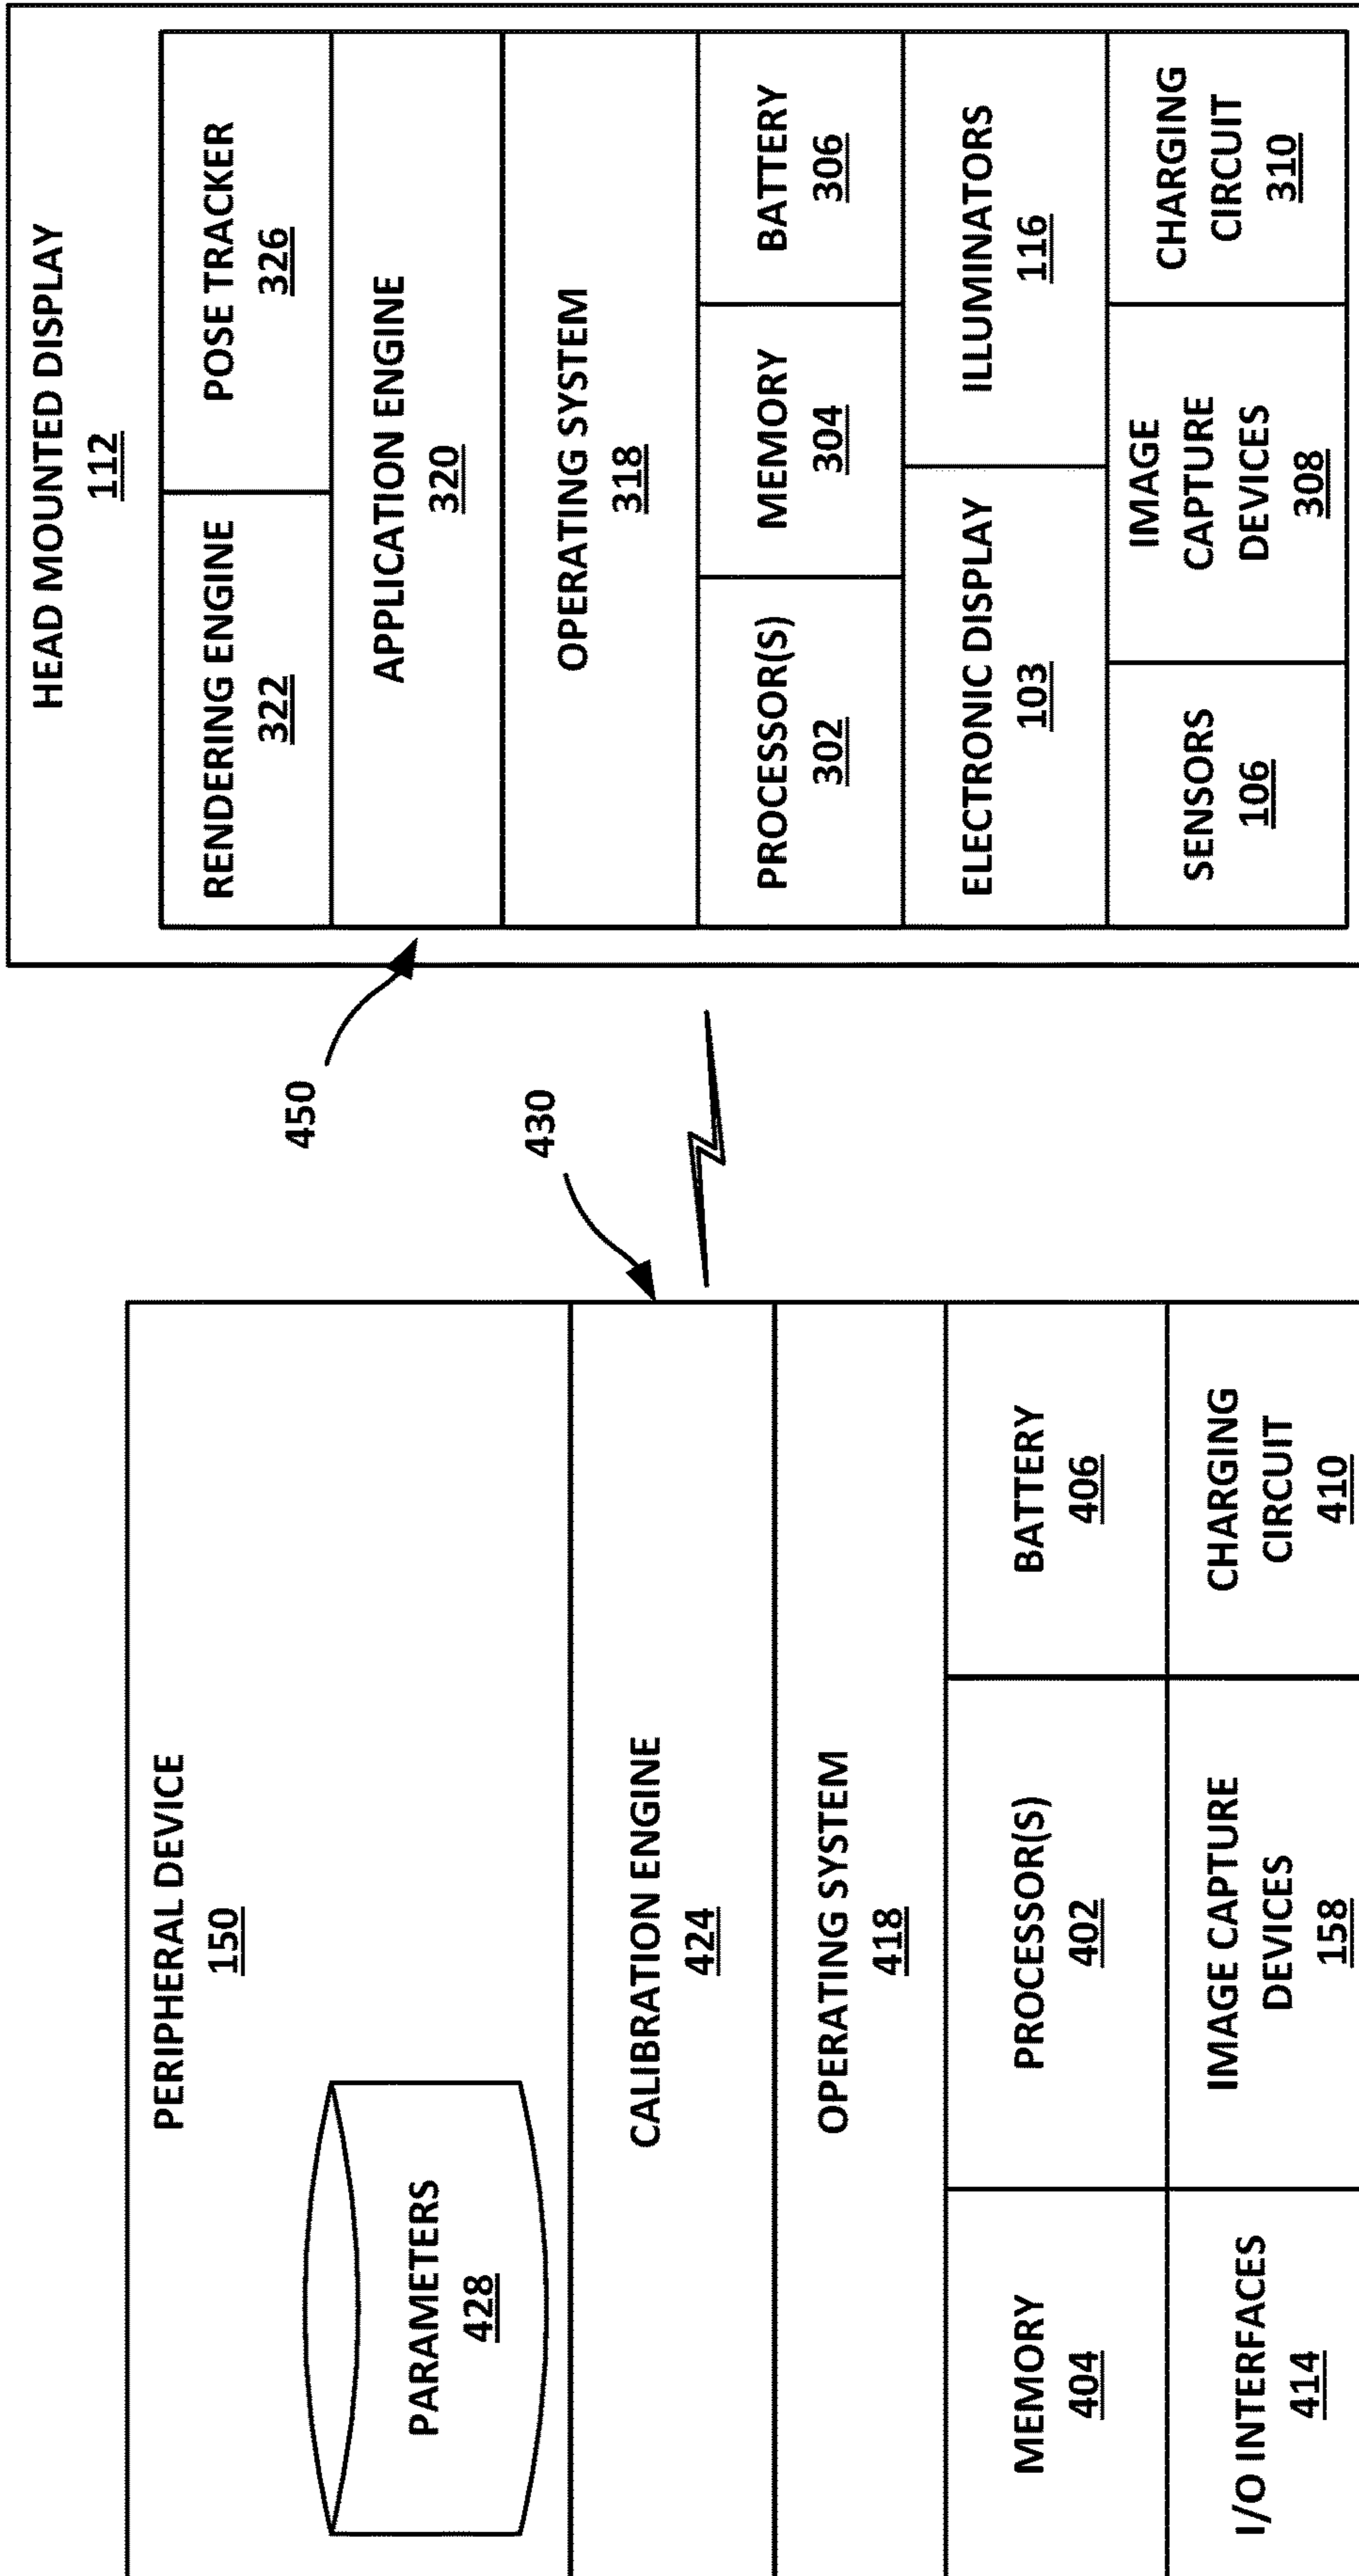 PERIPHERAL DEVICE
150
PARAMETERS
428
CALIBRATION ENGINE
424
OPERATING SYSTEM
418
MEMORY
404
PROCESSOR(S)
402
BATTERY
406
I/O INTERFACES
414
IMAGE CAPTURE
DEVICES
158
CHARGING
CIRCUIT
410
430
450
HEAD MOUNTED DISPLAY
112
RENDERING ENGINE
322
POSE TRACKER
326
APPLICATION ENGINE
320
OPERATING SYSTEM
318
PROCESSOR(S)
302
MEMORY
304
BATTERY
306
ELECTRONIC DISPLAY
103
ILLUMINATORS
116
SENSORS
106
IMAGE
CAPTURE
DEVICES
308
CHARGING
CIRCUIT
310